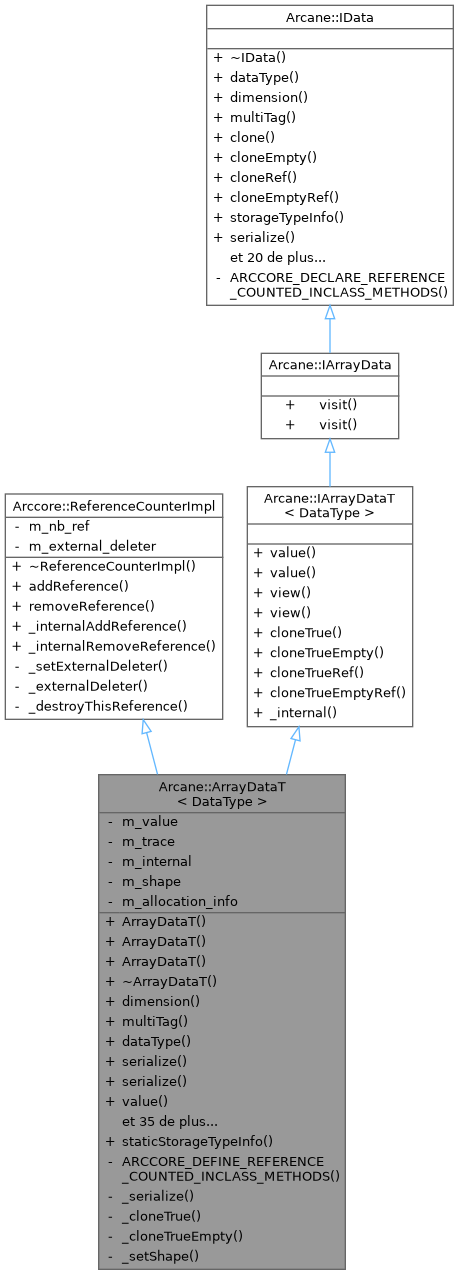 Arcane::IData
+ ~IData()
+ dataType()
+ dimension()
+ multiTag()
+ clone()
+ cloneEmpty()
+ cloneRef()
+ cloneEmptyRef()
+ storageTypeInfo()
+ serialize()
et 20 de plus...
- ARCCORE_DECLARE_REFERENCE
_COUNTED_INCLASS_METHODS()
Arcane::IArrayData
+ visit()
+ visit()
Arccore::ReferenceCounterImpl
- m_nb_ref
- m_external_deleter
+ ~ReferenceCounterImpl()
+ addReference()
+ removeReference()
+ _internalAddReference()
+ _internalRemoveReference()
- _setExternalDeleter()
- _externalDeleter()
- _destroyThisReference()
Arcane::IArrayDataT
< DataType >
+ value()
+ value()
+ view()
+ view()
+ cloneTrue()
+ cloneTrueEmpty()
+ cloneTrueRef()
+ cloneTrueEmptyRef()
+ _internal()
Arcane::ArrayDataT
< DataType >
- m_value
- m_trace
- m_internal
- m_shape
- m_allocation_info
+ ArrayDataT()
+ ArrayDataT()
+ ArrayDataT()
+ ~ArrayDataT()
+ dimension()
+ multiTag()
+ dataType()
+ serialize()
+ serialize()
+ value()
et 35 de plus...
+ staticStorageTypeInfo()
- ARCCORE_DEFINE_REFERENCE
_COUNTED_INCLASS_METHODS()
- _serialize()
- _cloneTrue()
- _cloneTrueEmpty()
- _setShape()